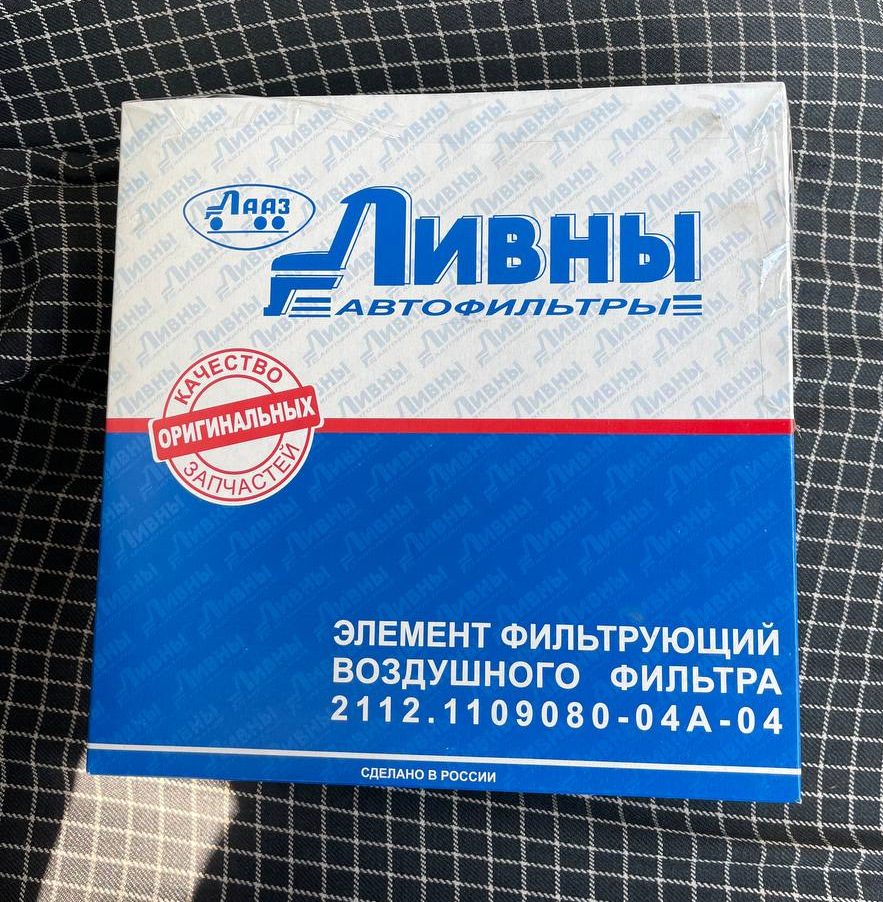 ЛААЗ
ЛИВНЫ
АВТОФИЛЬТРЫ
КАЧЕСТВО
ОРИГИНАЛЬНЫХ
ЗАПЧАСТЕЙ
ЭЛЕМЕНТ ФИЛЬТРУЮЩИЙ
ВОЗДУШНОГО ФИЛЬТРА
2112.1109080-04А-04
СДЕЛАНО В РОССИИ